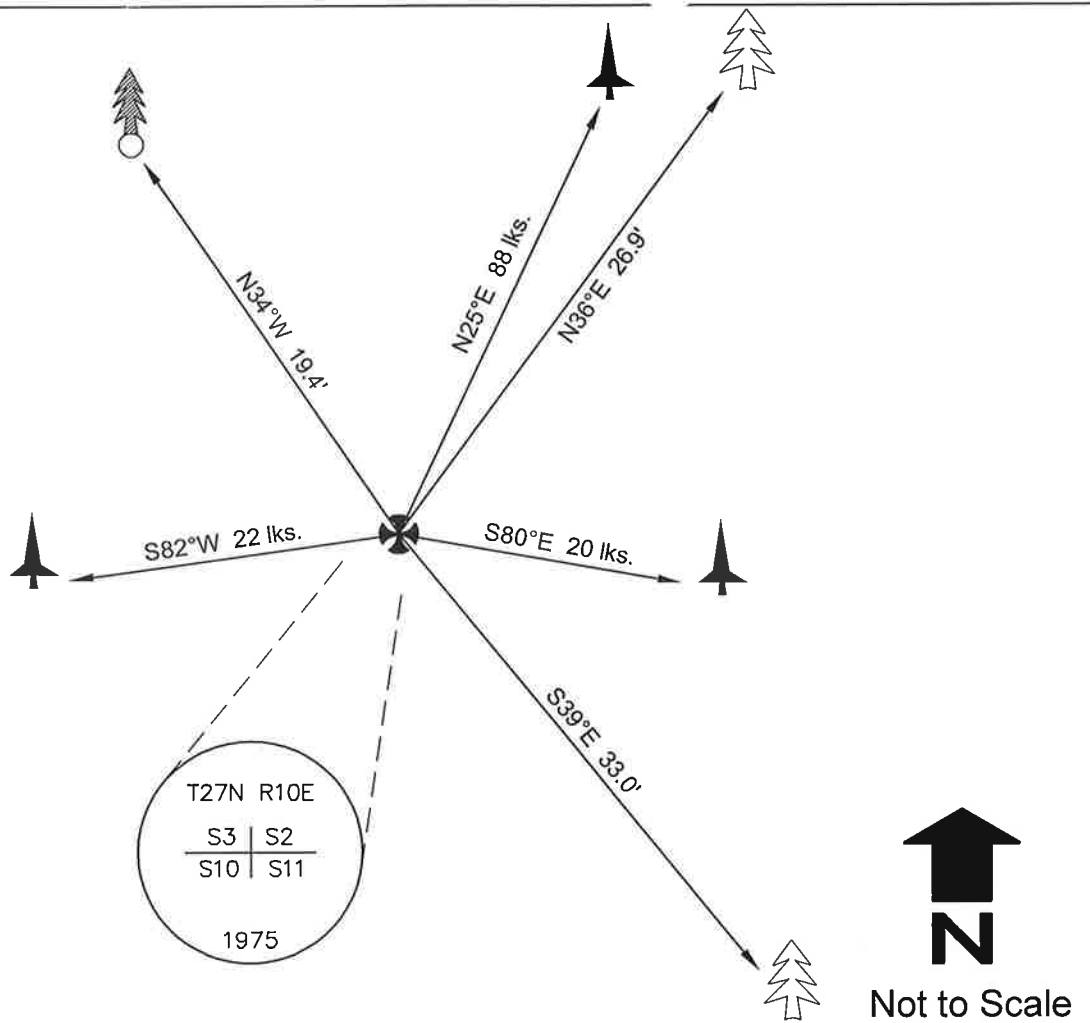 N25°E 88 lks.
N36°E 26.9'
N34°W 19.4'
S82°W 22 lks.
S80°E 20 lks.
S39°E 33.0'
T27N R10E
S3 S2
S10 S11
1975
N
Not to Scale